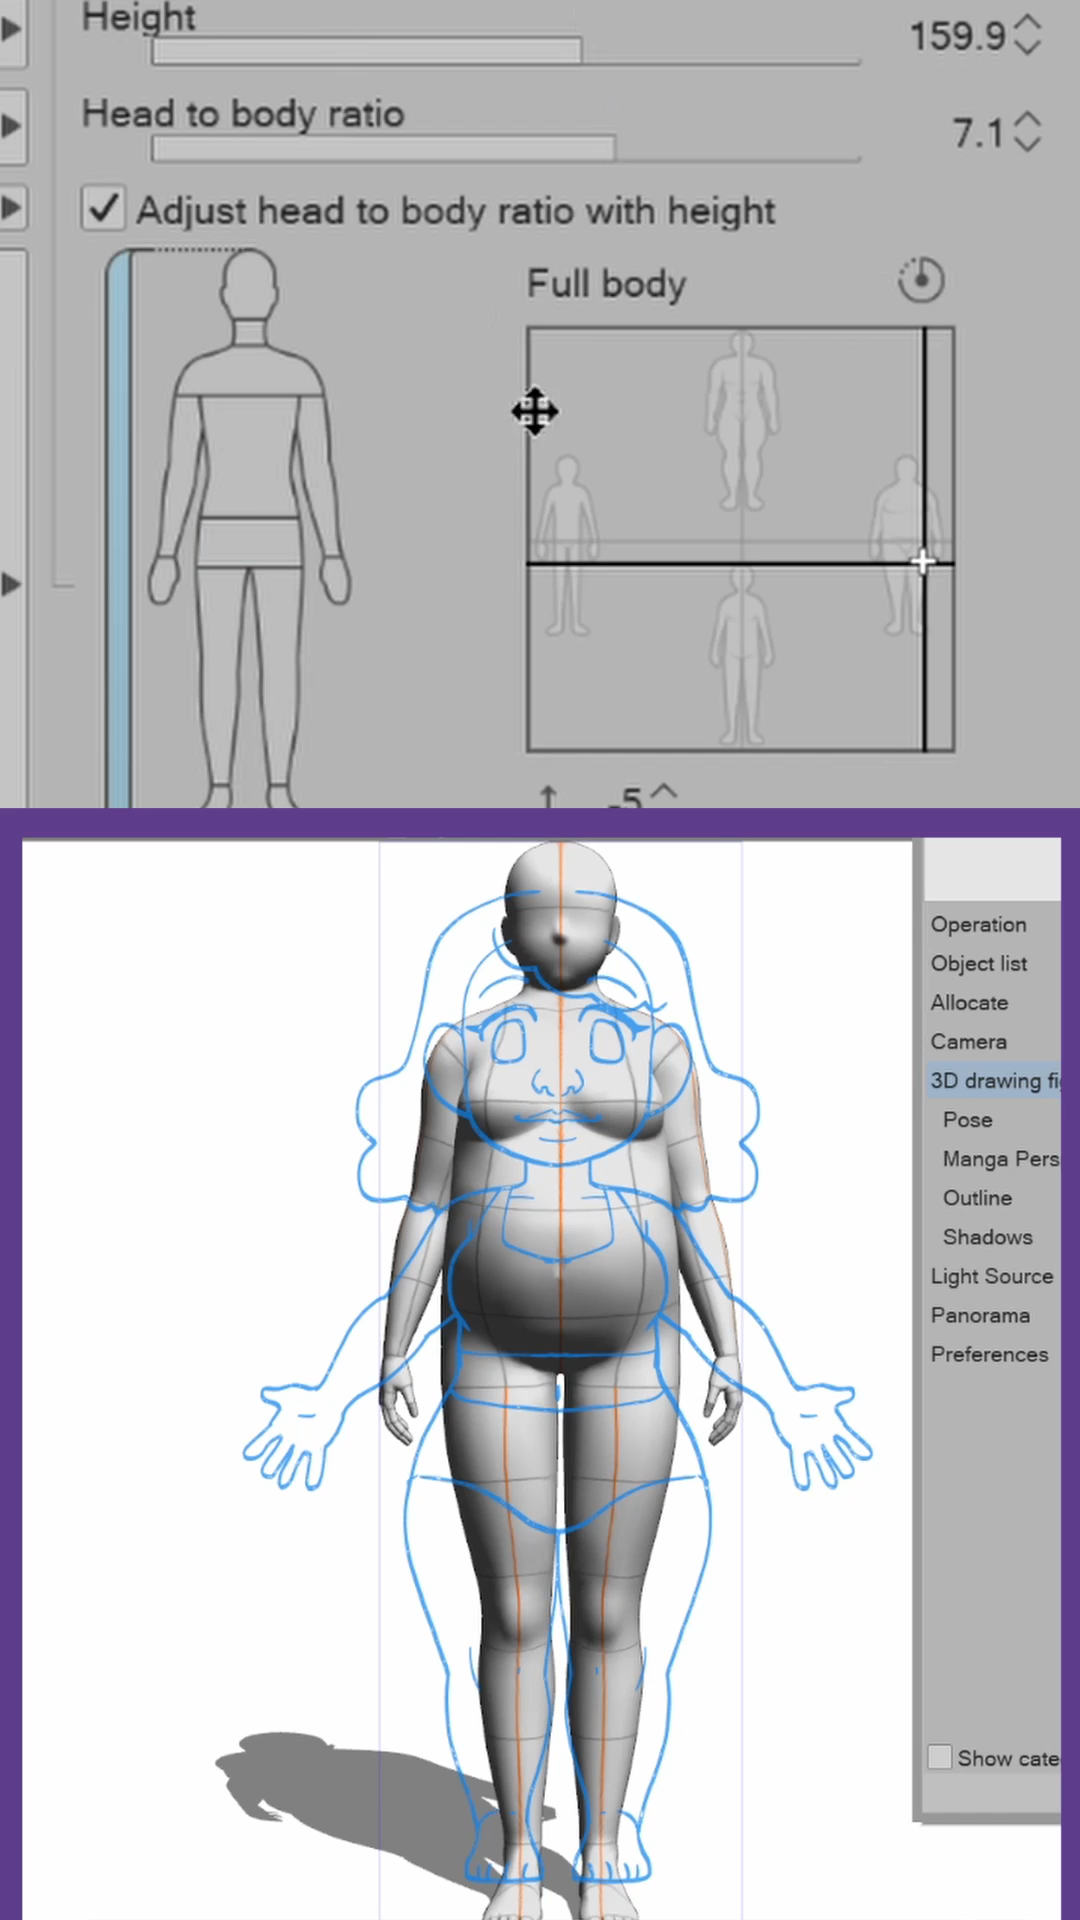 Height
159.9
Head to body ratio
7.1
Adjust head to body ratio with height
Full body
-5
Operation
Object list
Allocate
Camera
3D drawing fi
Pose
Manga Pers
Outline
Shadows
Light Source
Panorama
Preferences
Show cate